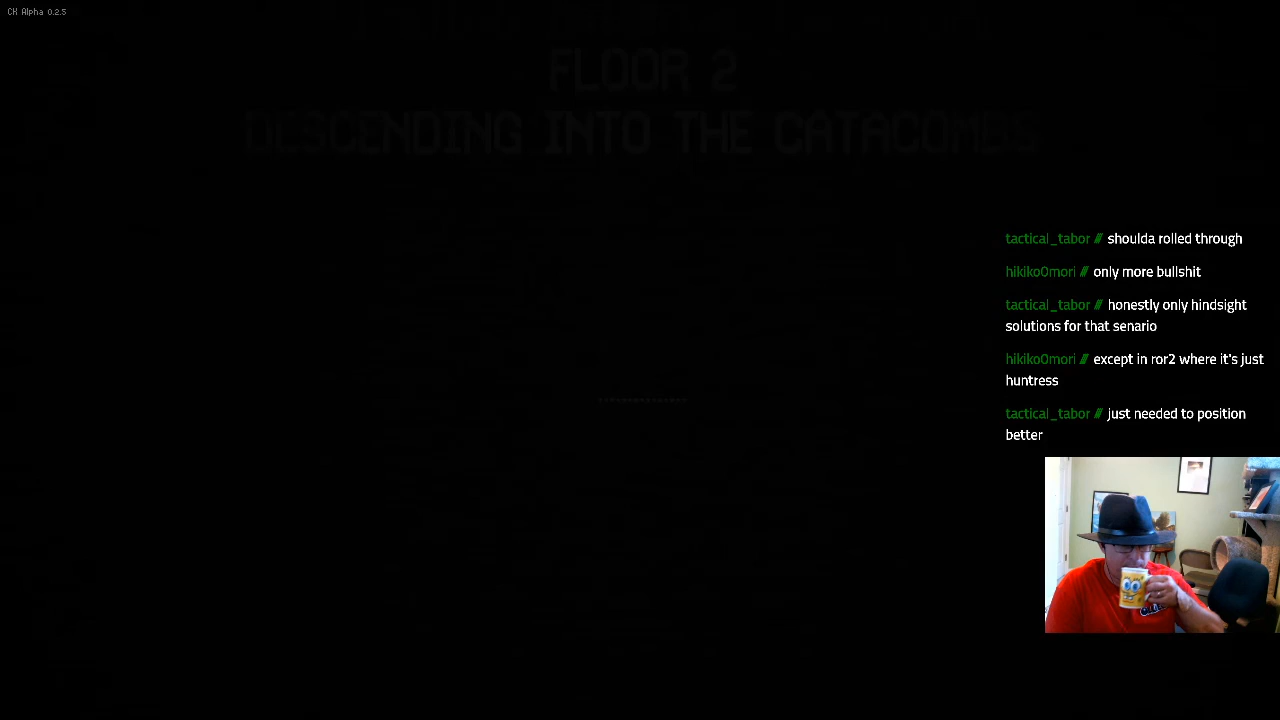 CK Alpha 0.2.5
FLOOR 2
DESCENDING INTO THE CATACOMBS
tactical_tabor /// shoulda rolled through
hikiko0mori /// only more bullshit
tactical_tabor /// honestly only hindsight
solutions for that senario
hikiko0mori /// except in ror2 where it's just
huntress
tactical_tabor /// just needed to position
better